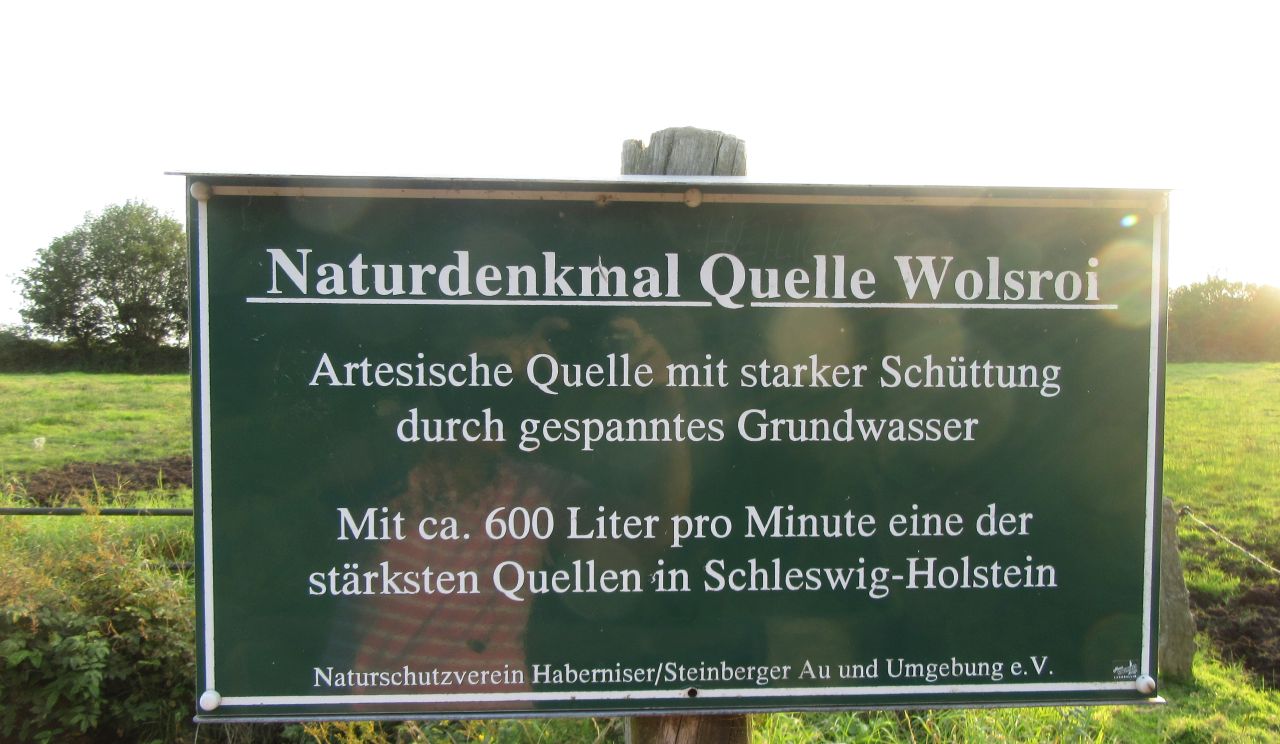 Naturdenkmal Quelle Wolsroi
Artesische Quelle mit starker Schüttung
durch gespanntes Grundwasser
Mit ca. 600 Liter pro Minute eine der
stärksten Quellen in Schleswig-Holstein
Naturschutzverein Haberniser/Steinberger Au und Umgebung e.V.